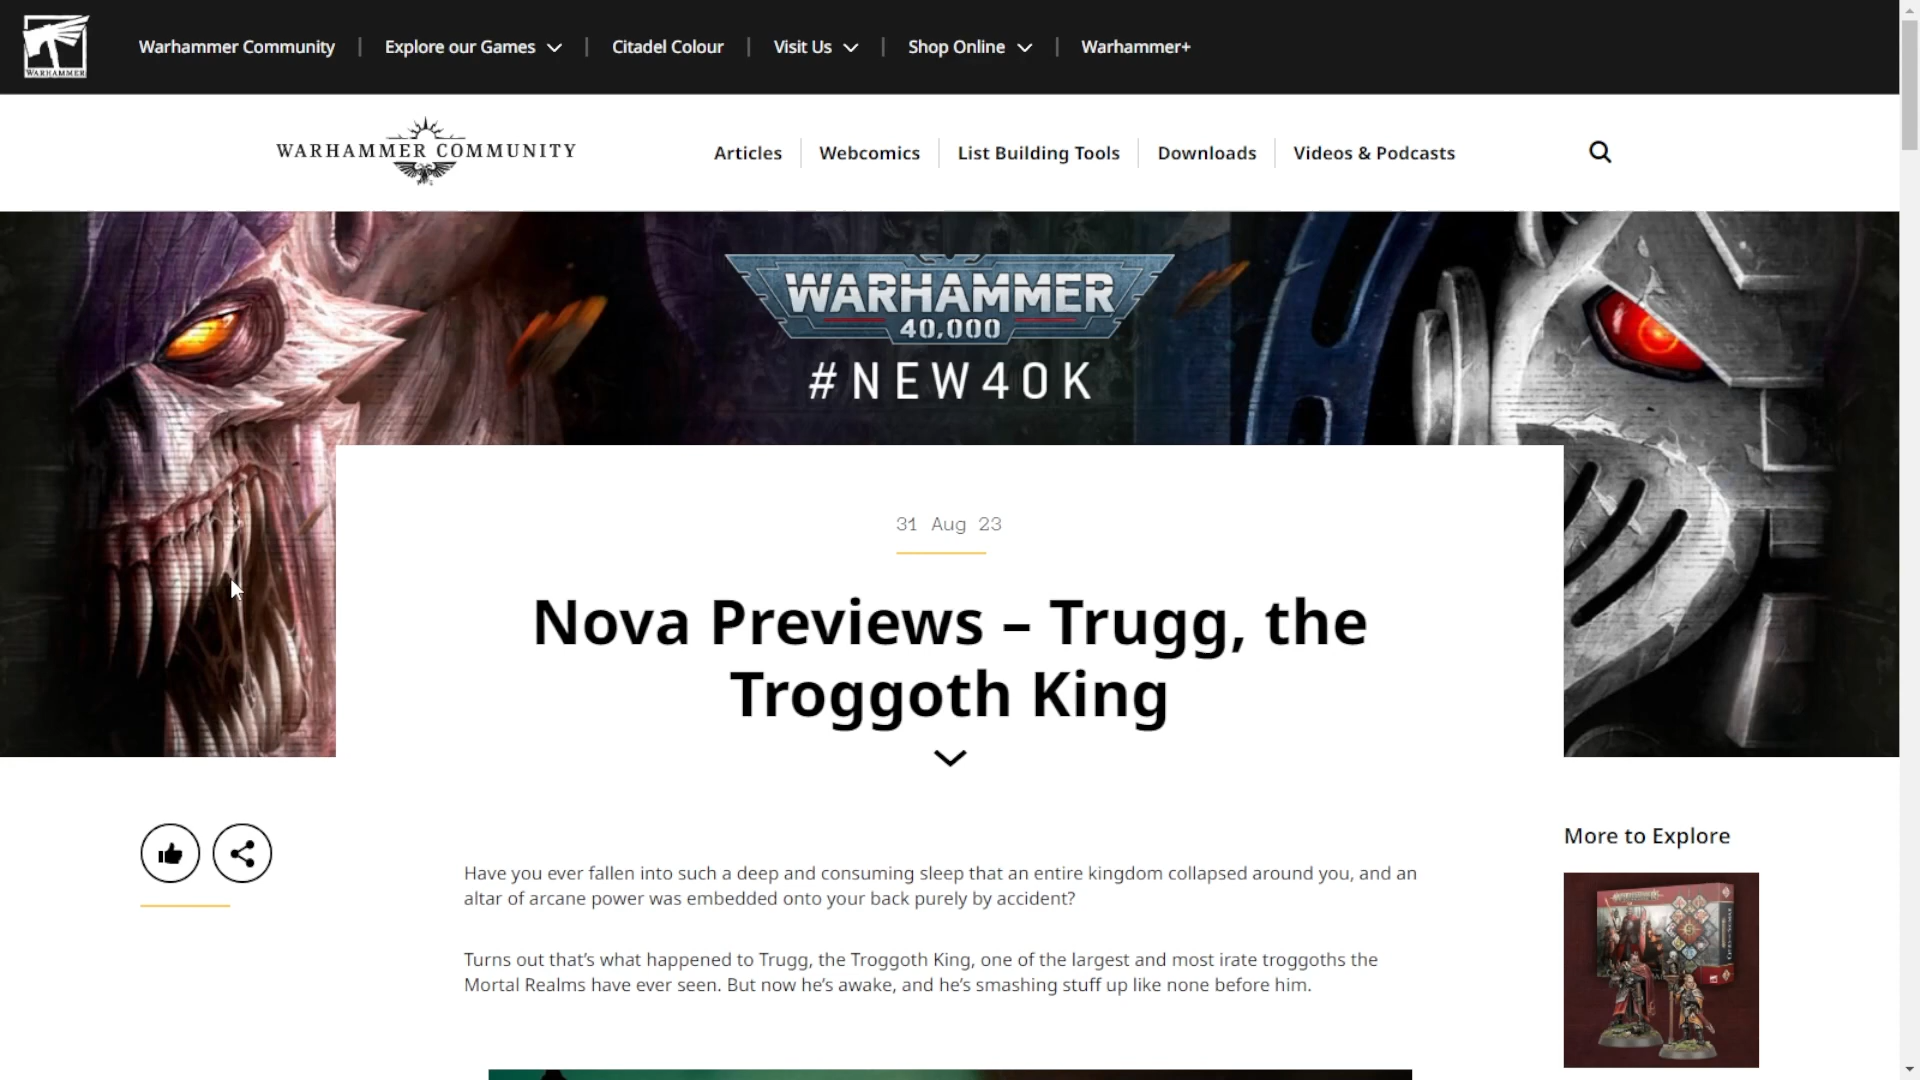 WARHAMMER
Warhammer Community
Explore our Games
Citadel Colour
Visit Us
Shop Online
Warhammer+
WARHAMMER COMMUNITY
Articles
Webcomics
List Building Tools
Downloads
Videos & Podcasts
WARHAMMER
40,000
#NEW40K
31 Aug 23
Nova Previews – Trugg, the
Troggoth King
Have you ever fallen into such a deep and consuming sleep that an entire kingdom collapsed around you, and an
altar of arcane power was embedded onto your back purely by accident?
Turns out that’s what happened to Trugg, the Troggoth King, one of the largest and most irate troggoths the
Mortal Realms have ever seen. But now he’s awake, and he’s smashing stuff up like none before him.
More to Explore